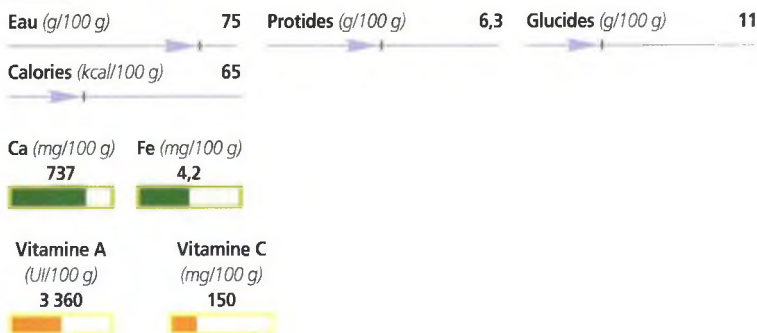 Eau (g/100 g) 75 Protides (g/100 g) 6,3 Glucides (g/100 g) 11
Calories (kcal/100 g) 65
Ca (mg/100 g) Fe (mg/100 g)
737 4,2
Vitamine A Vitamine C
(UI/100 g) (mg/100 g)
3 360 150